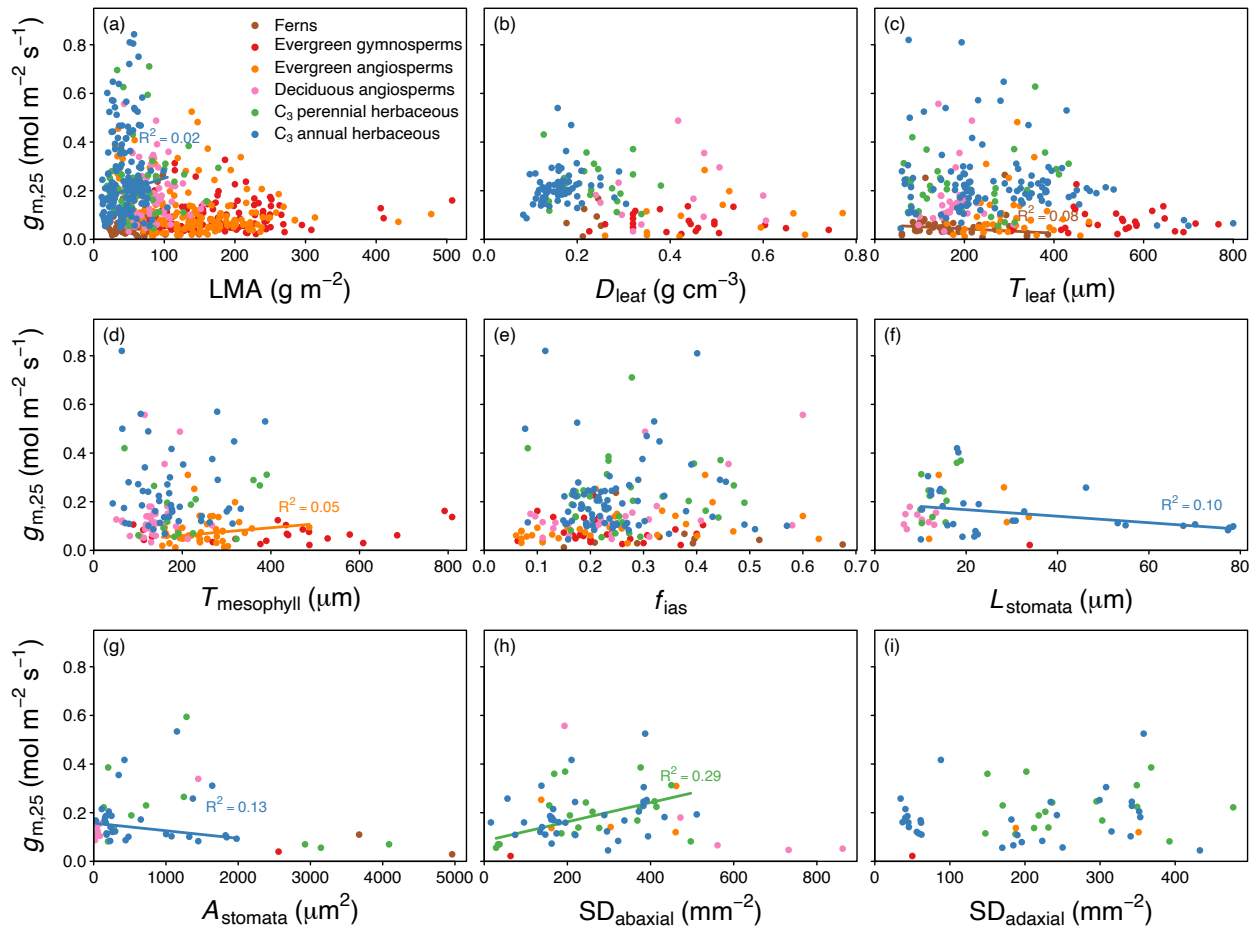 (a)
Ferns
Evergreen gymnosperms
Evergreen angiosperms
Deciduous angiosperms
C₃ perennial herbaceous
C₃ annual herbaceous
R² = 0.02
gm,25 (mol m⁻² s⁻¹)
0.8
0.6
0.4
0.2
0.0
0 100 200 300 400 500
LMA (g m⁻²)
(b)
0.0 0.2 0.4 0.6 0.8
Dleaf (g cm⁻³)
(c)
R² = 0.08
0 200 400 600 800
Tleaf (μm)
(d)
R² = 0.05
gm,25 (mol m⁻² s⁻¹)
0.8
0.6
0.4
0.2
0.0
0 200 400 600 800
Tmesophyll (μm)
(e)
0.0 0.1 0.2 0.3 0.4 0.5 0.6 0.7
fias
(f)
R² = 0.10
0 20 40 60 80
Lstomata (μm)
(g)
R² = 0.13
gm,25 (mol m⁻² s⁻¹)
0.8
0.6
0.4
0.2
0.0
0 1000 2000 3000 4000 5000
Astomata (μm²)
(h)
R² = 0.29
0 200 400 600 800
SDabaxial (mm⁻²)
(i)
0 100 200 300 400
SDadaxial (mm⁻²)